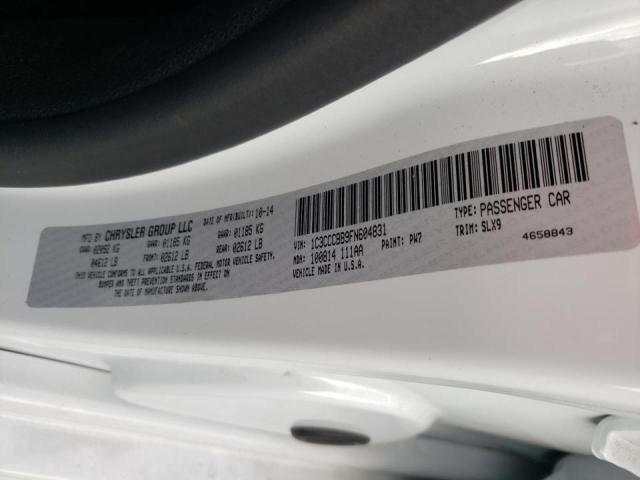 MFD BY: CHRYSLER GROUP LLC
DATE OF MFR/BUILT: 10-14
GVWR: 02092 KG
GAWR: 01185 KG
GAWR: 01185 KG
04612 LB
FRONT: 02612 LB
REAR: 02612 LB
THIS VEHICLE CONFORMS TO ALL APPLICABLE U.S.A. FEDERAL MOTOR VEHICLE SAFETY,
BUMPER AND THEFT PREVENTION STANDARDS IN EFFECT ON
THE DATE OF MANUFACTURE SHOWN ABOVE.
VIN: 1C3CCCBB9FN604831
TYPE: PASSENGER CAR
MDH: 100814 111AA
PAINT: PW7
TRIM: SLX9
VEHICLE MADE IN U.S.A.
4658843